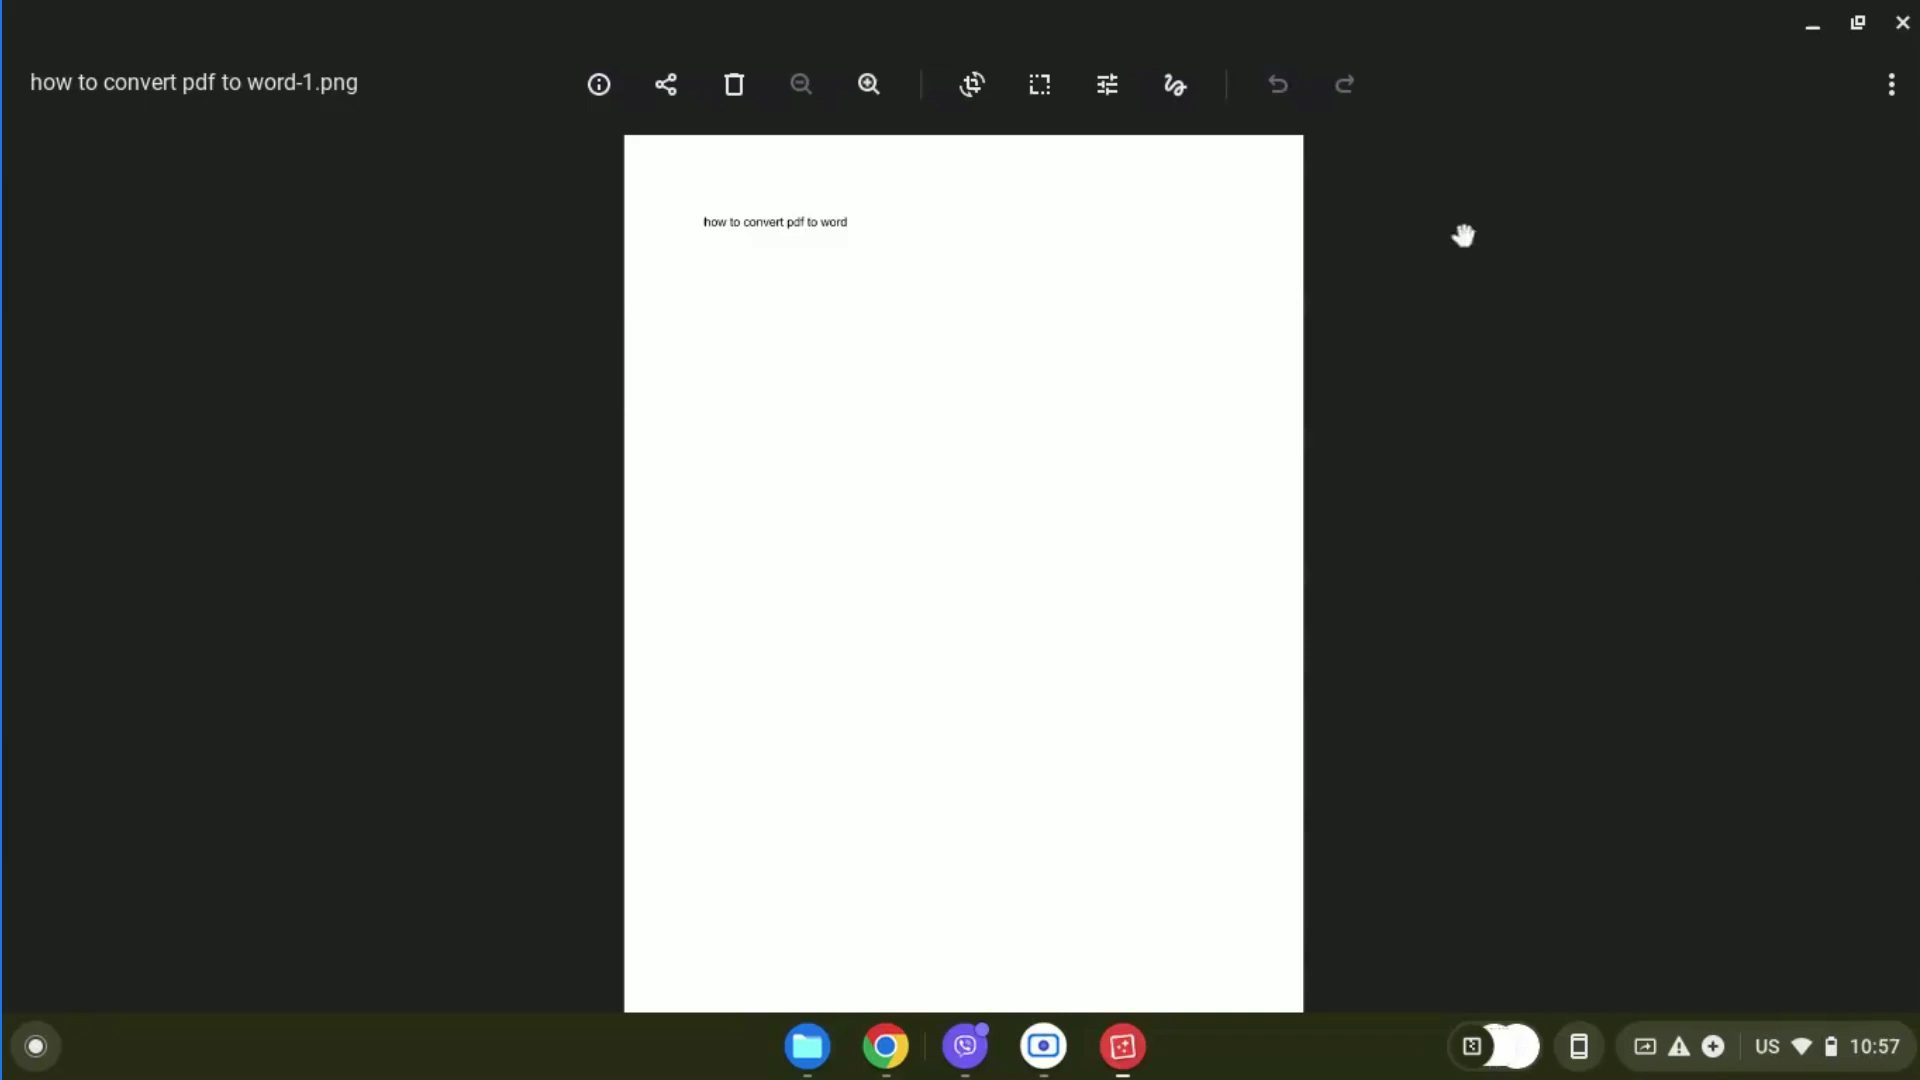 how to convert pdf to word-1.png
how to convert pdf to word
US 10:57